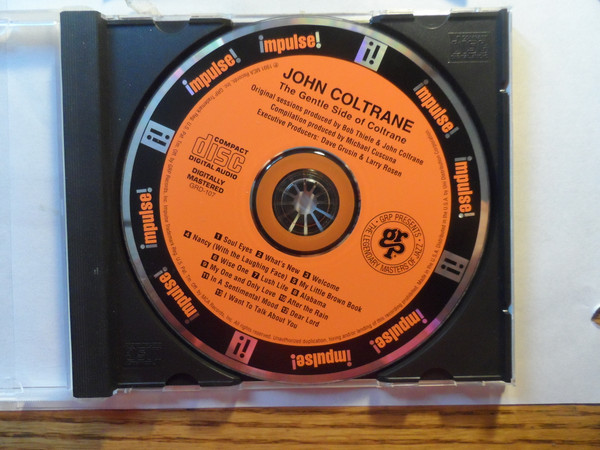 impulse!
impulse!
impulse!
impulse!
impulse!
impulse!
impulse!
impulse!
JOHN COLTRANE
The Gentle Side of Coltrane
Original sessions produced by Bob Thiele & John Coltrane
Compilation produced by Michael Cuscuna
Executive Producers: Dave Grusin & Larry Rosen
COMPACT
disc
DIGITAL AUDIO
DIGITALLY
MASTERED
GRD-107
• GRP PRESENTS •
THE LEGENDARY MASTERS OF JAZZ
grp
1 Soul Eyes 2 What's New 3 Welcome
4 Nancy (With the Laughing Face) 5 My Little Brown Book
6 Wise One 7 Lush Life 8 Alabama
9 My One and Only Love 10 After the Rain
11 In A Sentimental Mood 12 Dear Lord
13 I Want To Talk About You